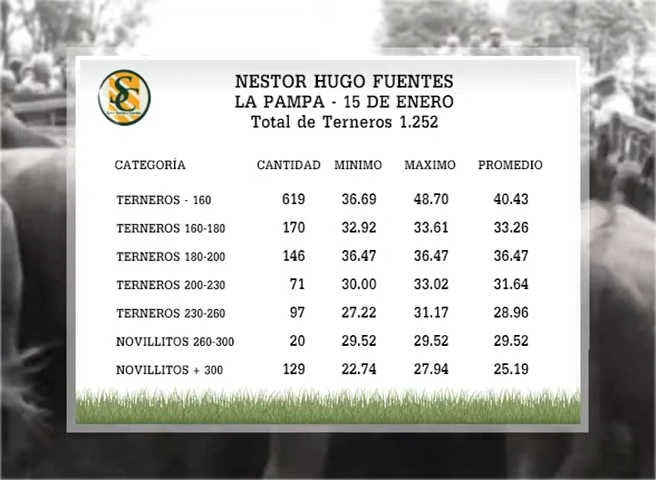 SC
NESTOR HUGO FUENTES
LA PAMPA - 15 DE ENERO
Total de Terneros 1.252
CATEGORÍA CANTIDAD MINIMO MAXIMO PROMEDIO
TERNEROS - 160 619 36.69 48.70 40.43
TERNEROS 160-180 170 32.92 33.61 33.26
TERNEROS 180-200 146 36.47 36.47 36.47
TERNEROS 200-230 71 30.00 33.02 31.64
TERNEROS 230-260 97 27.22 31.17 28.96
NOVILLITOS 260-300 20 29.52 29.52 29.52
NOVILLITOS + 300 129 22.74 27.94 25.19